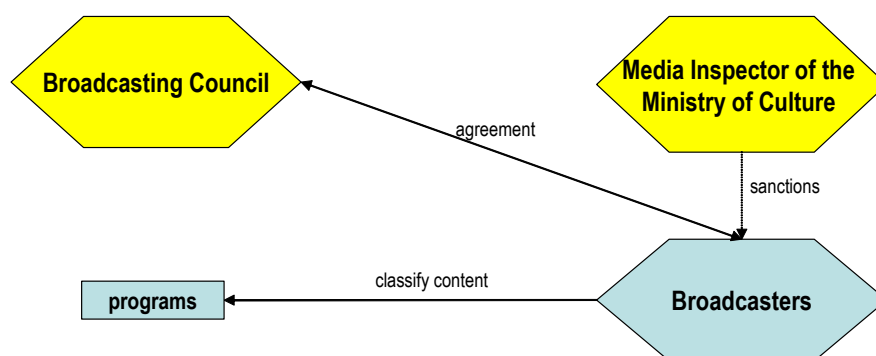 Broadcasting Council
Media Inspector of the
Ministry of Culture
agreement
sanctions
classify content
programs
Broadcasters